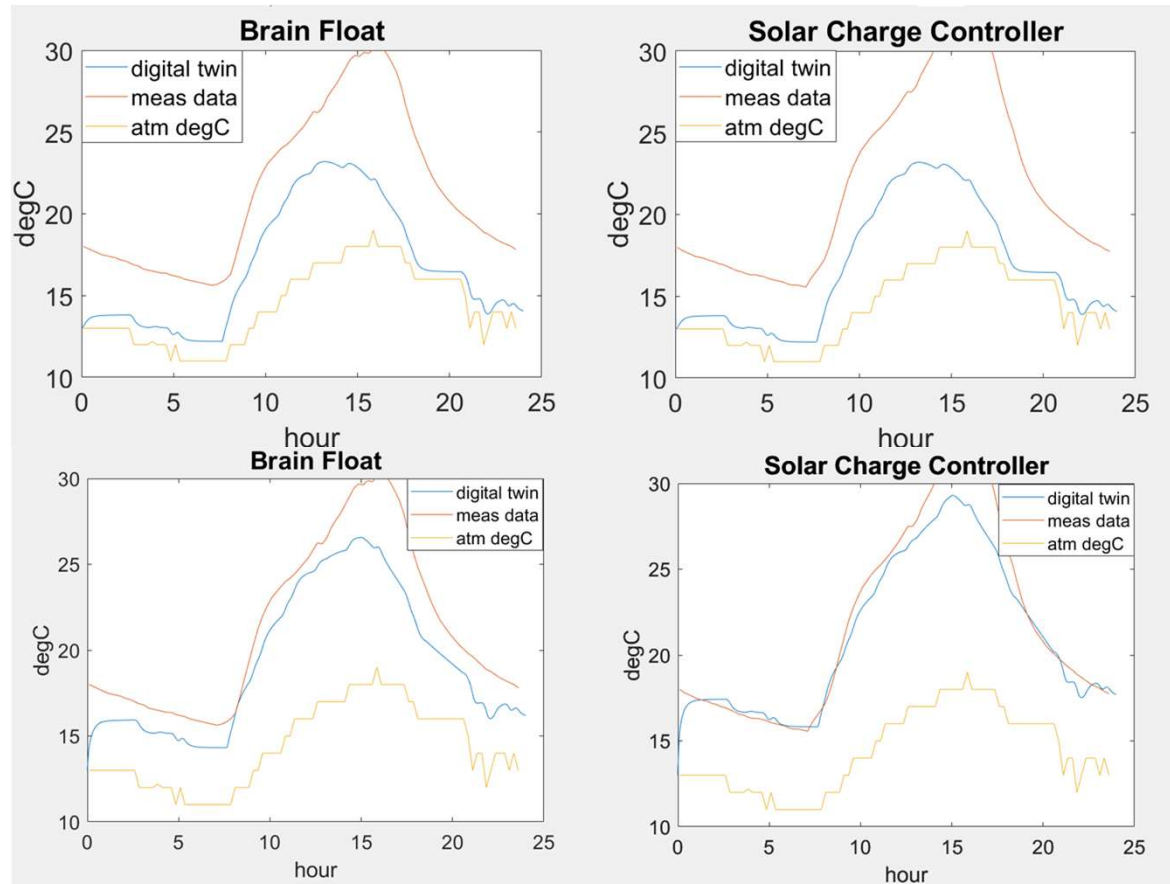 Brain Float
30
25
20
15
10
degC
digital twin
meas data
atm degC
0 5 10 15 20 25
hour
Solar Charge Controller
30
25
20
15
10
degC
digital twin
meas data
atm degC
0 5 10 15 20 25
hour
Brain Float
30
25
20
15
10
degC
digital twin
meas data
atm degC
0 5 10 15 20 25
hour
Solar Charge Controller
30
25
20
15
10
degC
digital twin
meas data
atm degC
0 5 10 15 20 25
hour